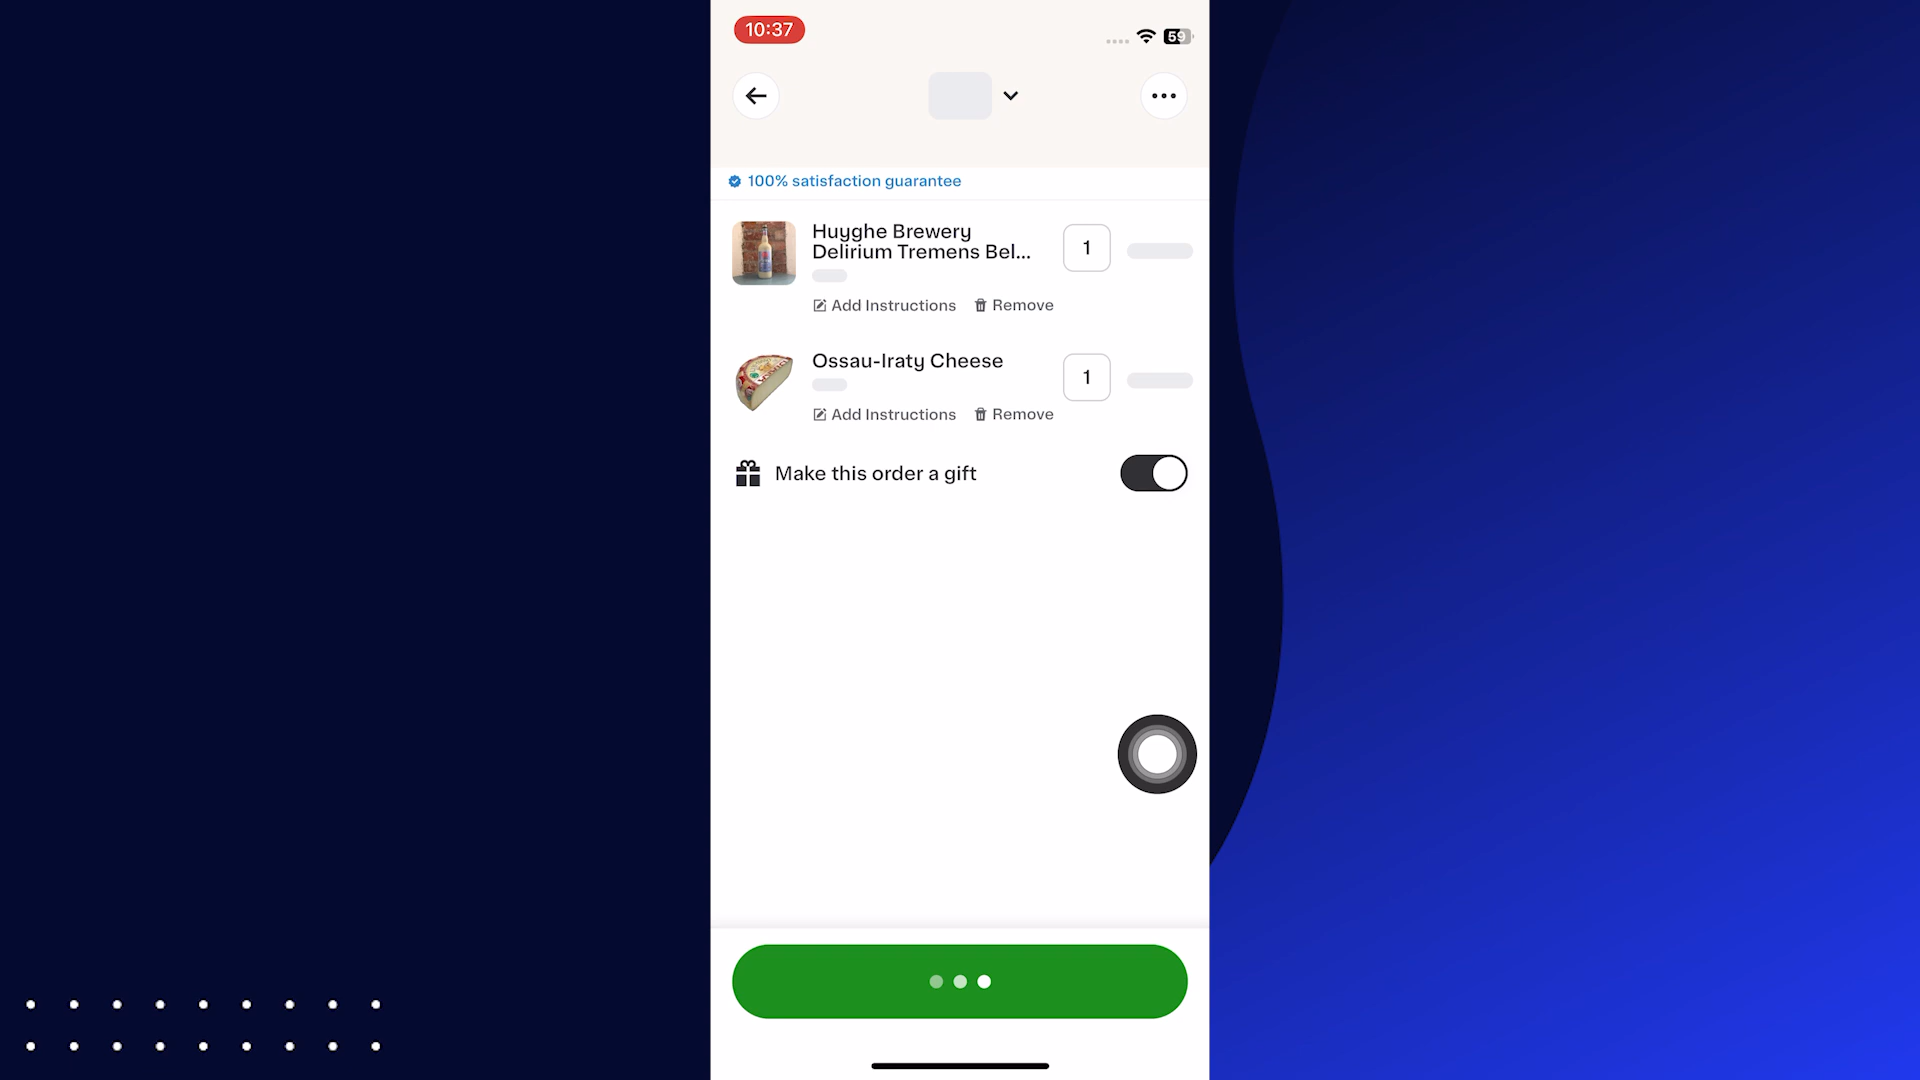 10:37
59
100% satisfaction guarantee
Huyghe Brewery
Delirium Tremens Bel...
1
Add Instructions
Remove
Ossau-Iraty Cheese
1
Add Instructions
Remove
Make this order a gift